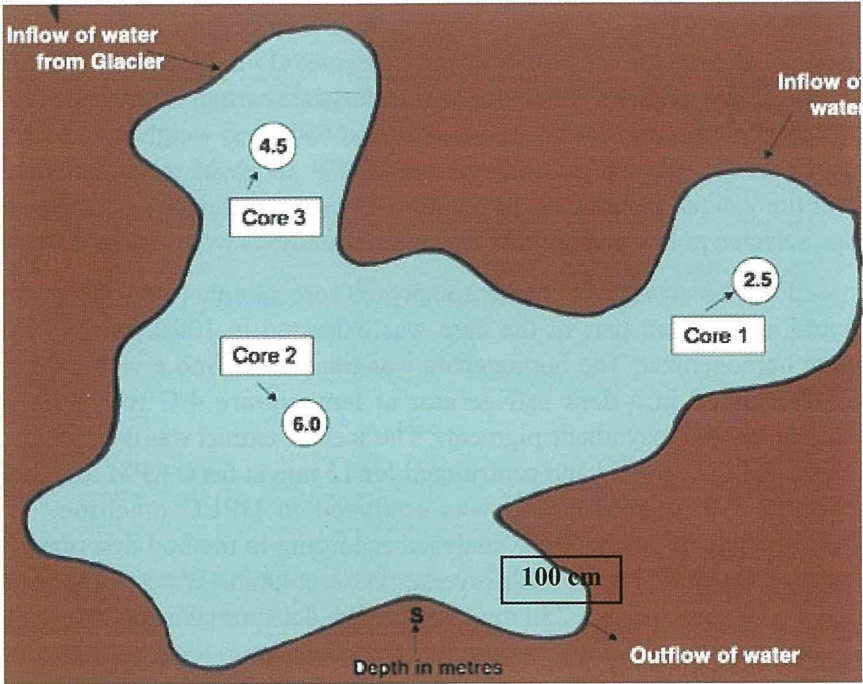 Inflow of water
from Glacier
Inflow of
water
4.5
Core 3
2.5
Core 1
Core 2
6.0
100 cm
S
Depth in metres
Outflow of water